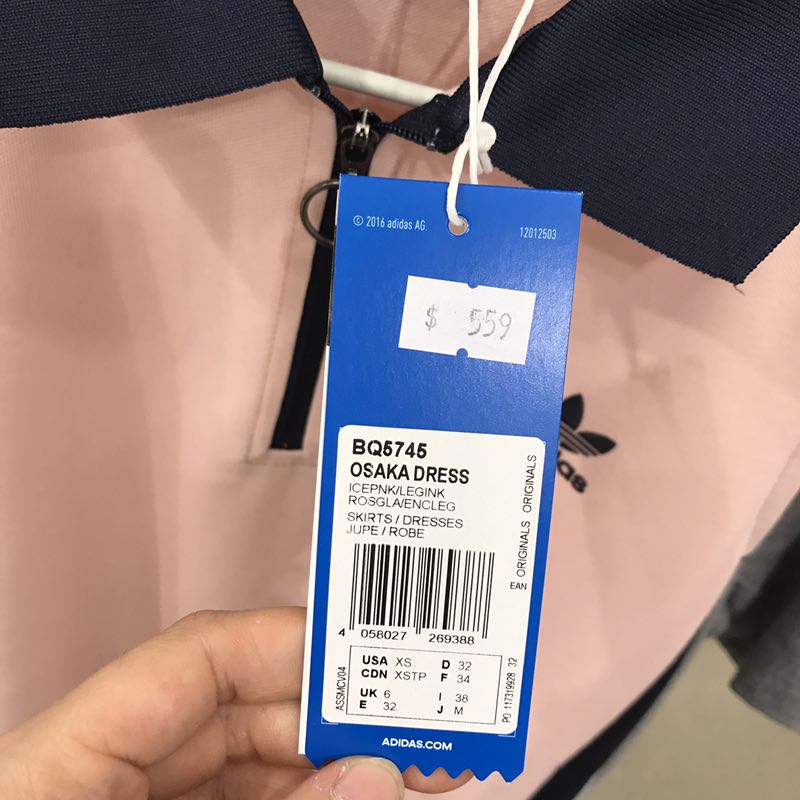 © 2016 adidas AG.
12012503
$ 559
BQ5745
OSAKA DRESS
ICEPNK/LEGINK
ROSGLA/ENCLEG
SKIRTS / DRESSES
JUPE / ROBE
EAN ORIGINALS ORIGINALS
4 058027 269388
ASSMCV04
USA XS D 32
CDN XSTP F 34
UK 6 I 38
E 32 J M
PO 117319928 32
ADIDAS.COM